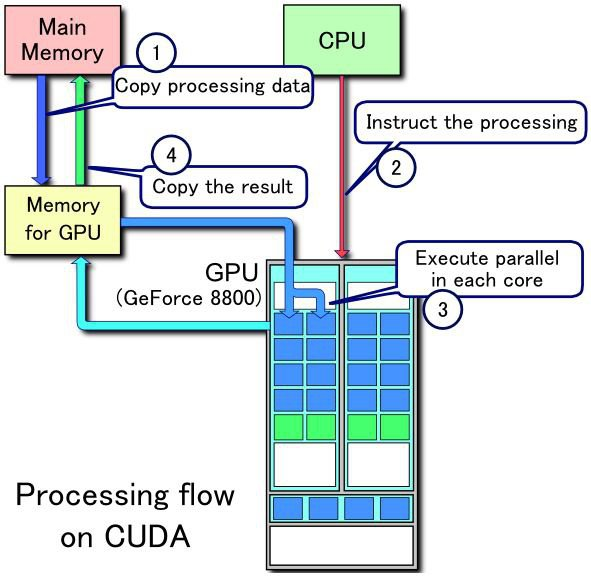 Main
Memory
CPU
1
Copy processing data
Instruct the processing
2
4
Copy the result
Memory
for GPU
GPU
(GeForce 8800)
Execute parallel
in each core
3
Processing flow
on CUDA